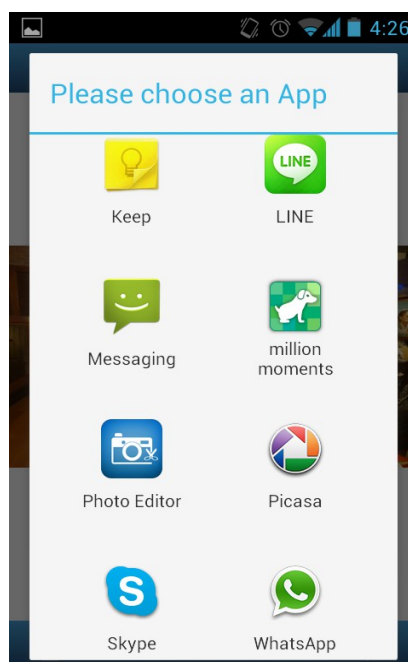 4:26
Please choose an App
LINE
Keep
LINE
Messaging
million
moments
Photo Editor
Picasa
S
Skype
WhatsApp